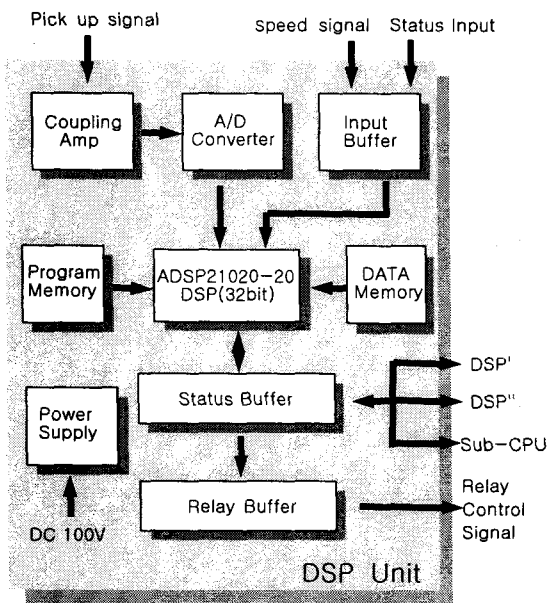 Pick up signal
speed signal
Status Input
Coupling
Amp
A/D
Converter
Input
Buffer
Program
Memory
ADSP21020-20
DSP(32bit)
DATA
Memory
Power
Supply
Status Buffer
DSP'
DSP"
Sub-CPU
Relay Buffer
Relay
Control
Signal
DC 100V
DSP Unit